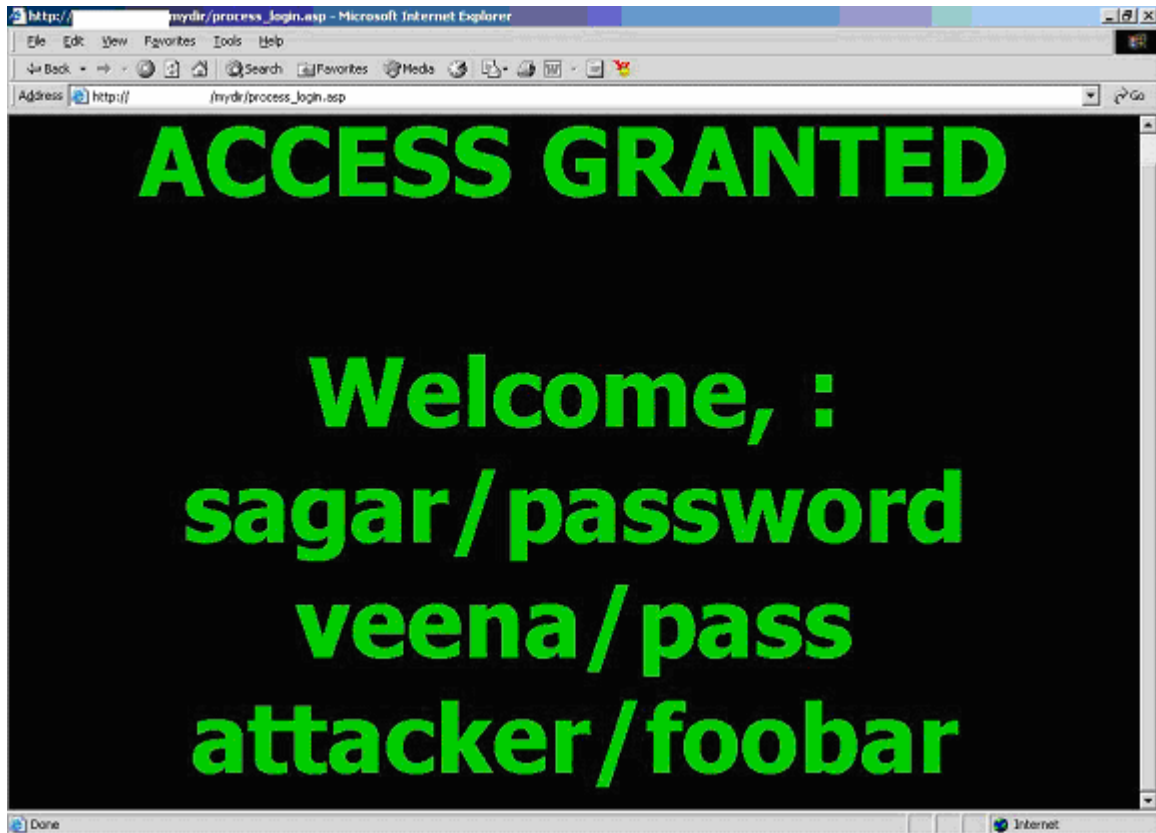 http:// mydir/process_login.asp - Microsoft Internet Explorer
File Edit View Favorites Tools Help
Back Search Favorites Media
Address http:// /mydir/process_login.asp Go
ACCESS GRANTED
Welcome, :
sagar/password
veena/pass
attacker/foobar
Done Internet